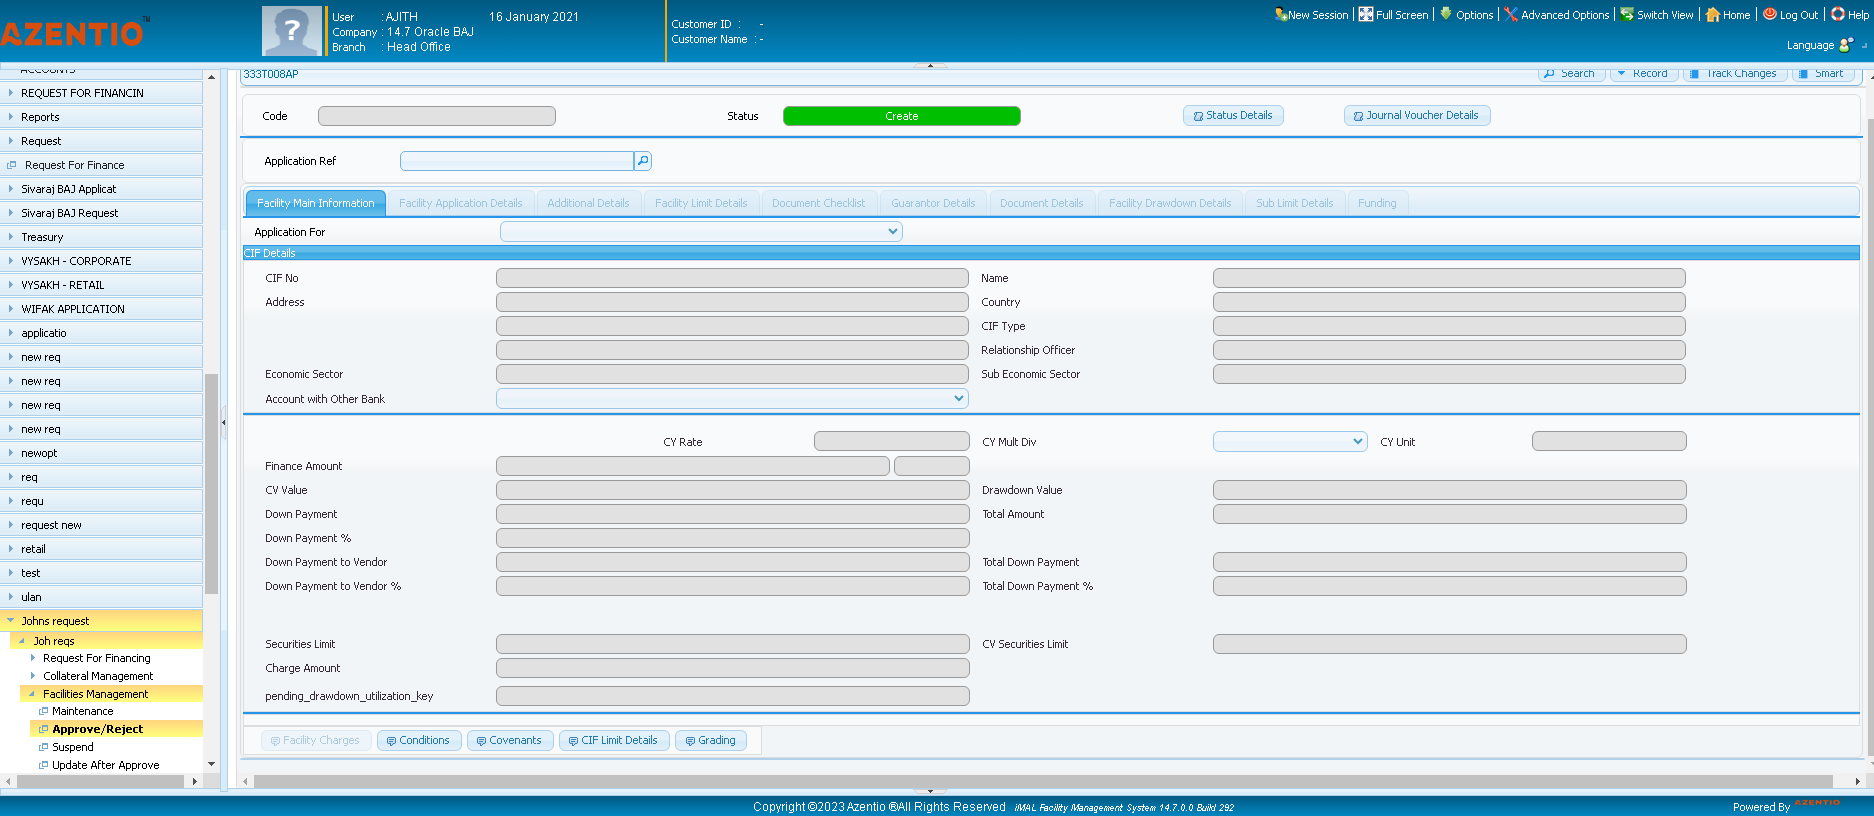 AZENTIO™
User : AJITH 16 January 2021
Company : 14.7 Oracle BAJ
Branch : Head Office
Customer ID : -
Customer Name : -
New Session Full Screen Options Advanced Options Switch View Home Log Out Help
Language
ACCOUNTS
REQUEST FOR FINANCIN
Reports
Request
Request For Finance
Sivaraj BAJ Applicat
Sivaraj BAJ Request
Treasury
VYSAKH - CORPORATE
VYSAKH - RETAIL
WIFAK APPLICATION
applicatio
new req
new req
new req
new req
newopt
req
requ
request new
retail
test
ulan
Johns request
Joh reqs
Request For Financing
Collateral Management
Facilities Management
Maintenance
Approve/Reject
Suspend
Update After Approve
333T008AP
Search Record Track Changes Smart
Code Status Create Status Details Journal Voucher Details
Application Ref
Facility Main Information Facility Application Details Additional Details Facility Limit Details Document Checklist Guarantor Details Document Details Facility Drawdown Details Sub Limit Details Funding
Application For
CIF Details
CIF No Name
Address Country
CIF Type
Relationship Officer
Economic Sector Sub Economic Sector
Account with Other Bank
CY Rate CY Mult Div CY Unit
Finance Amount
CV Value Drawdown Value
Down Payment Total Amount
Down Payment %
Down Payment to Vendor Total Down Payment
Down Payment to Vendor % Total Down Payment %
Securities Limit CV Securities Limit
Charge Amount
pending_drawdown_utilization_key
Facility Charges Conditions Covenants CIF Limit Details Grading
Copyright ©2023 Azentio ®All Rights Reserved iMAL Facility Management System 14.7.0.0 Build 292
Powered By AZENTIO